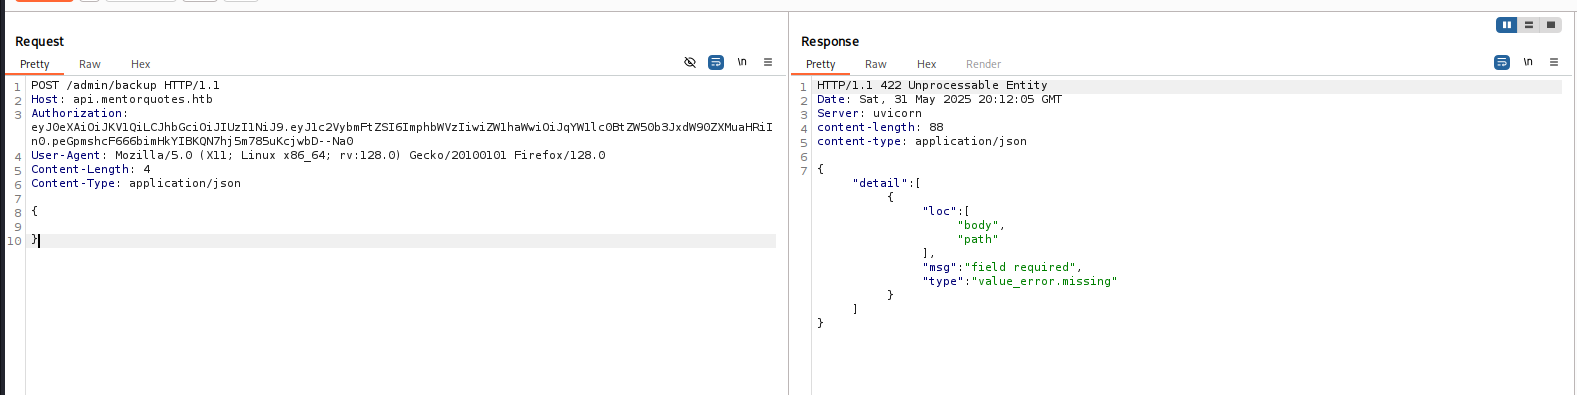 Request
Pretty Raw Hex \n
1 POST /admin/backup HTTP/1.1
2 Host: api.mentorquotes.htb
3 Authorization:
eyJ0eXAiOiJKV1QiLCJhbGciOiJIUzI1NiJ9.eyJ1c2VybmFtZSI6ImphbWVzIiwiZW1haWwiOiJqYW1lc0BtZW50b3JxdW90ZXMuaHRiI
n0.peGpmshcF666bimHkYIBKQN7hj5m785uKcjwbD--Na0
4 User-Agent: Mozilla/5.0 (X11; Linux x86_64; rv:128.0) Gecko/20100101 Firefox/128.0
5 Content-Length: 4
6 Content-Type: application/json
7
8 {
9
10 }
Response
Pretty Raw Hex Render \n
1 HTTP/1.1 422 Unprocessable Entity
2 Date: Sat, 31 May 2025 20:12:05 GMT
3 Server: uvicorn
4 content-length: 88
5 content-type: application/json
6
7 {
"detail":[
{
"loc":[
"body",
"path"
],
"msg":"field required",
"type":"value_error.missing"
}
]
}